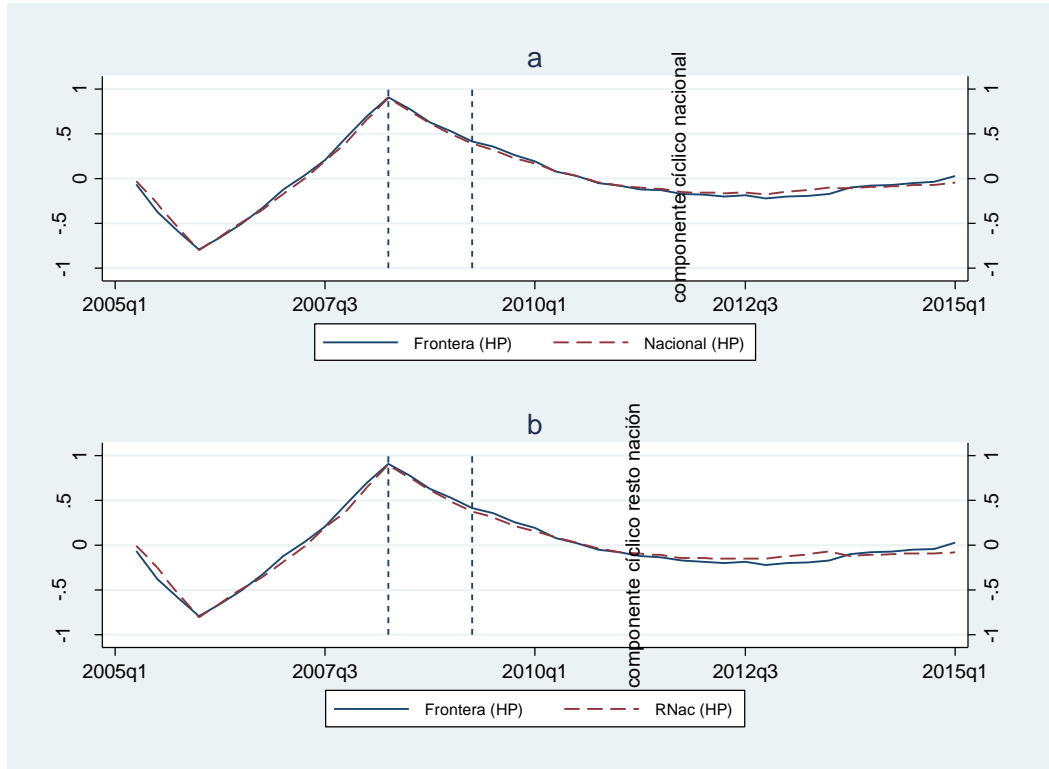 a
componente cíclico nacional
1
.5
0
-.5
-1
1
.5
0
-.5
-1
2005q1 2007q3 2010q1 2012q3 2015q1
Frontera (HP) Nacional (HP)
b
componente cíclico resto nación
1
.5
0
-.5
-1
1
.5
0
-.5
-1
2005q1 2007q3 2010q1 2012q3 2015q1
Frontera (HP) RNac (HP)